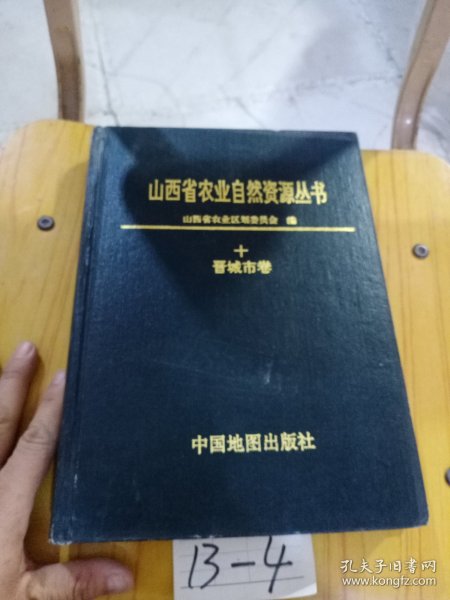 山西省农业自然资源丛书
山西省农业区划委员会 编
十
晋城市卷
中国地图出版社
13-4
孔夫子旧书网
www.kongfz.com